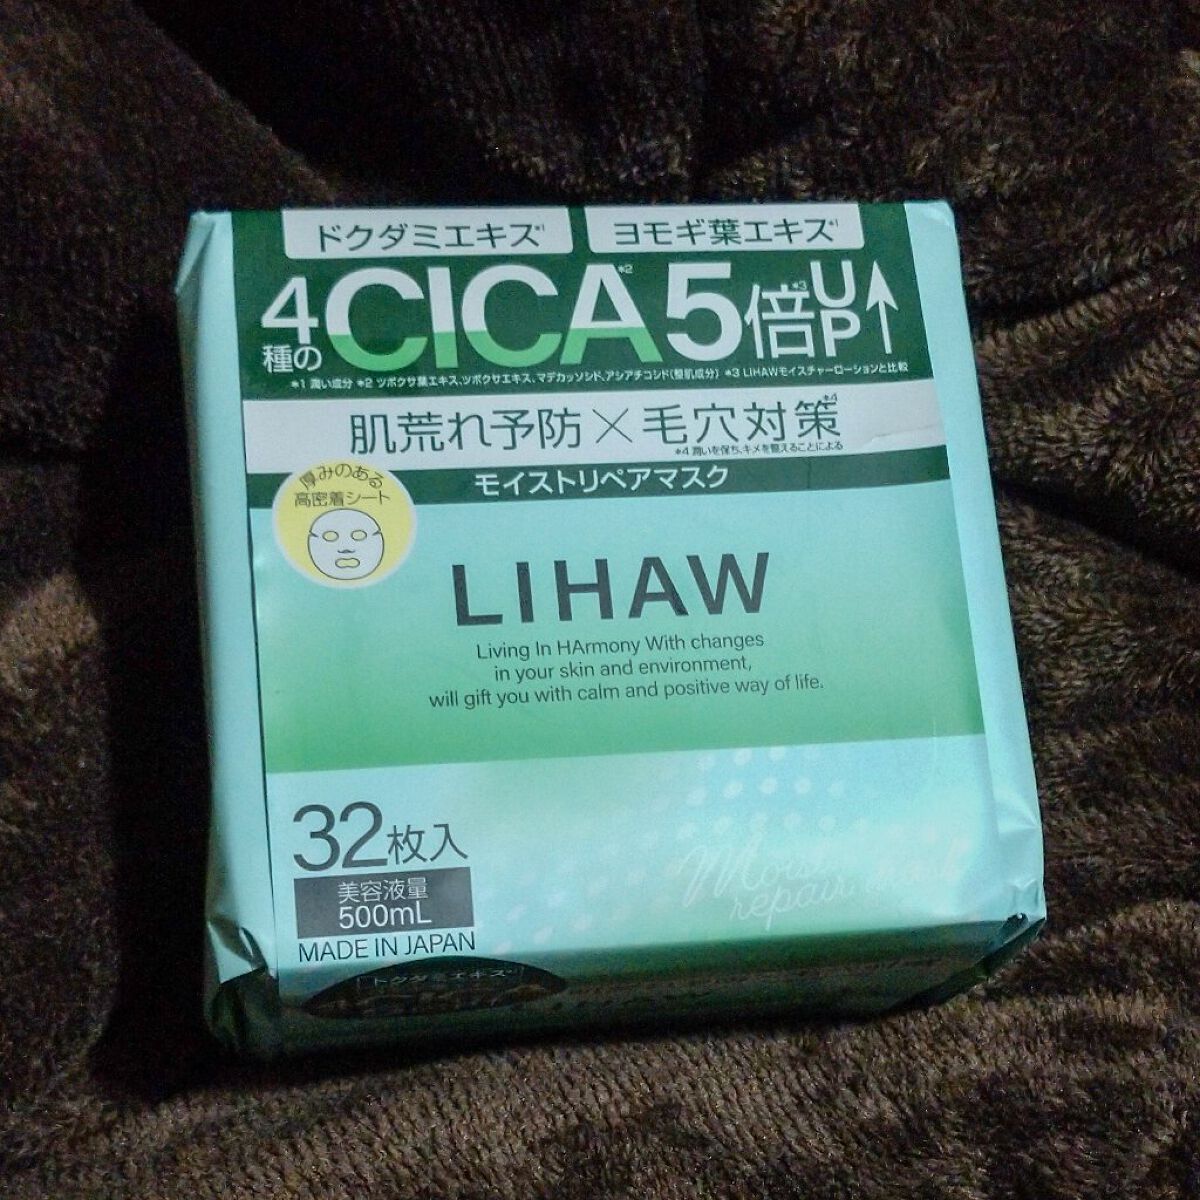 ドクダミエキス*1 ヨモギ葉エキス*1
4種のCICA*2 5倍*3 UP↑
*1 潤い成分 *2 ツボクサ葉エキス、ツボクサエキス、マデカッソシド、アシアチコシド(整肌成分) *3 LiHAWモイスチャーローションと比較
肌荒れ予防×毛穴対策*4
*4 潤いを保ち、キメを整えることによる
モイストリペアマスク
厚みのある
高密着シート
LIHAW
Living In HArmony With changes
in your skin and environment,
will gift you with calm and positive way of life.
32枚入
美容液量
500mL
MADE IN JAPAN
ドクダミエキス*1